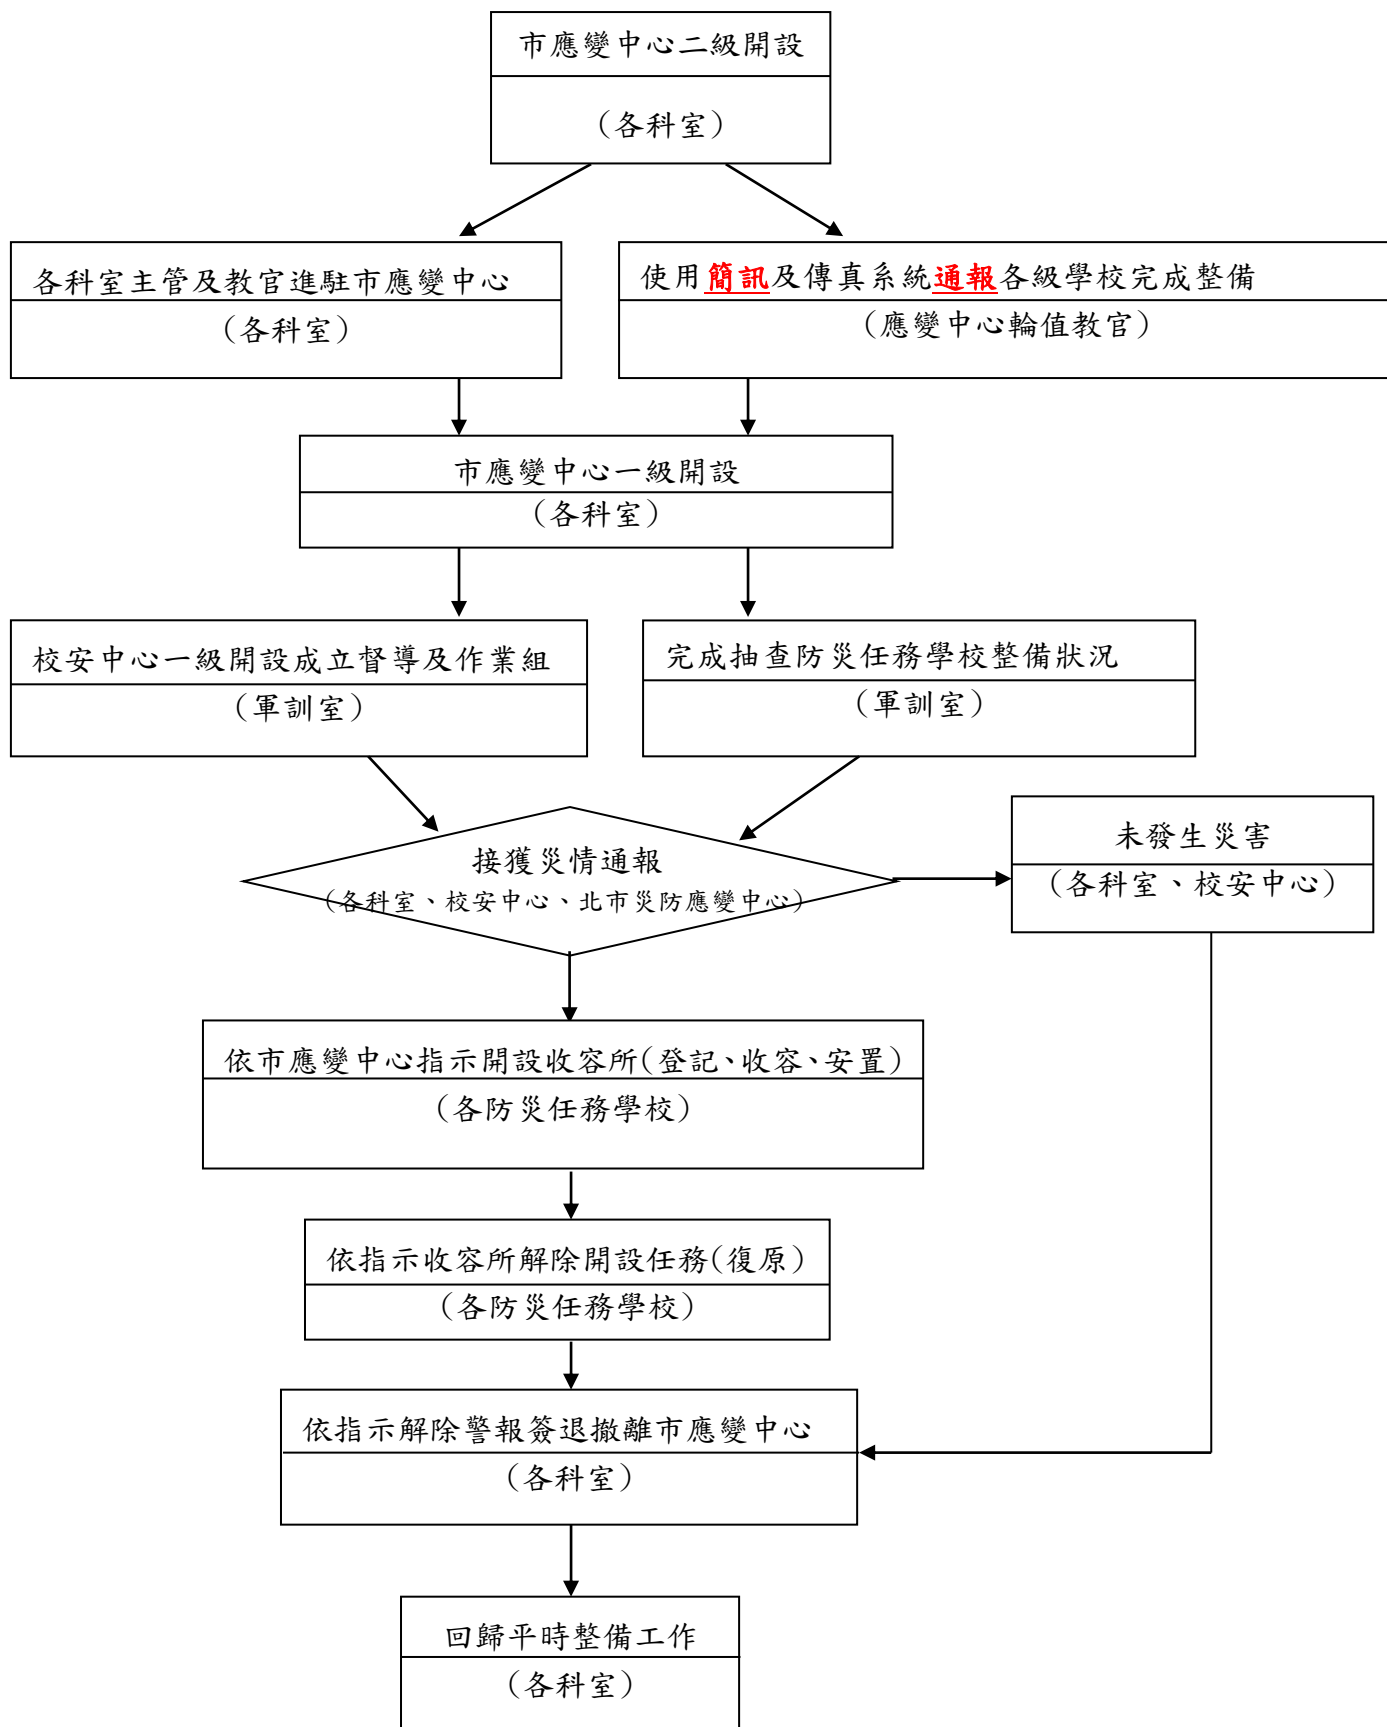 市應變中心二級開設
（各科室）
各科室主管及教官進駐市應變中心
（各科室）
使用簡訊及傳真系統通報各級學校完成整備
（應變中心輪值教官）
市應變中心一級開設
（各科室）
校安中心一級開設成立督導及作業組
（軍訓室）
完成抽查防災任務學校整備狀況
（軍訓室）
接獲災情通報
（各科室、校安中心、北市災防應變中心）
未發生災害
（各科室、校安中心）
依市應變中心指示開設收容所(登記、收容、安置)
（各防災任務學校）
依指示收容所解除開設任務(復原)
（各防災任務學校）
依指示解除警報簽退撤離市應變中心
（各科室）
回歸平時整備工作
（各科室）